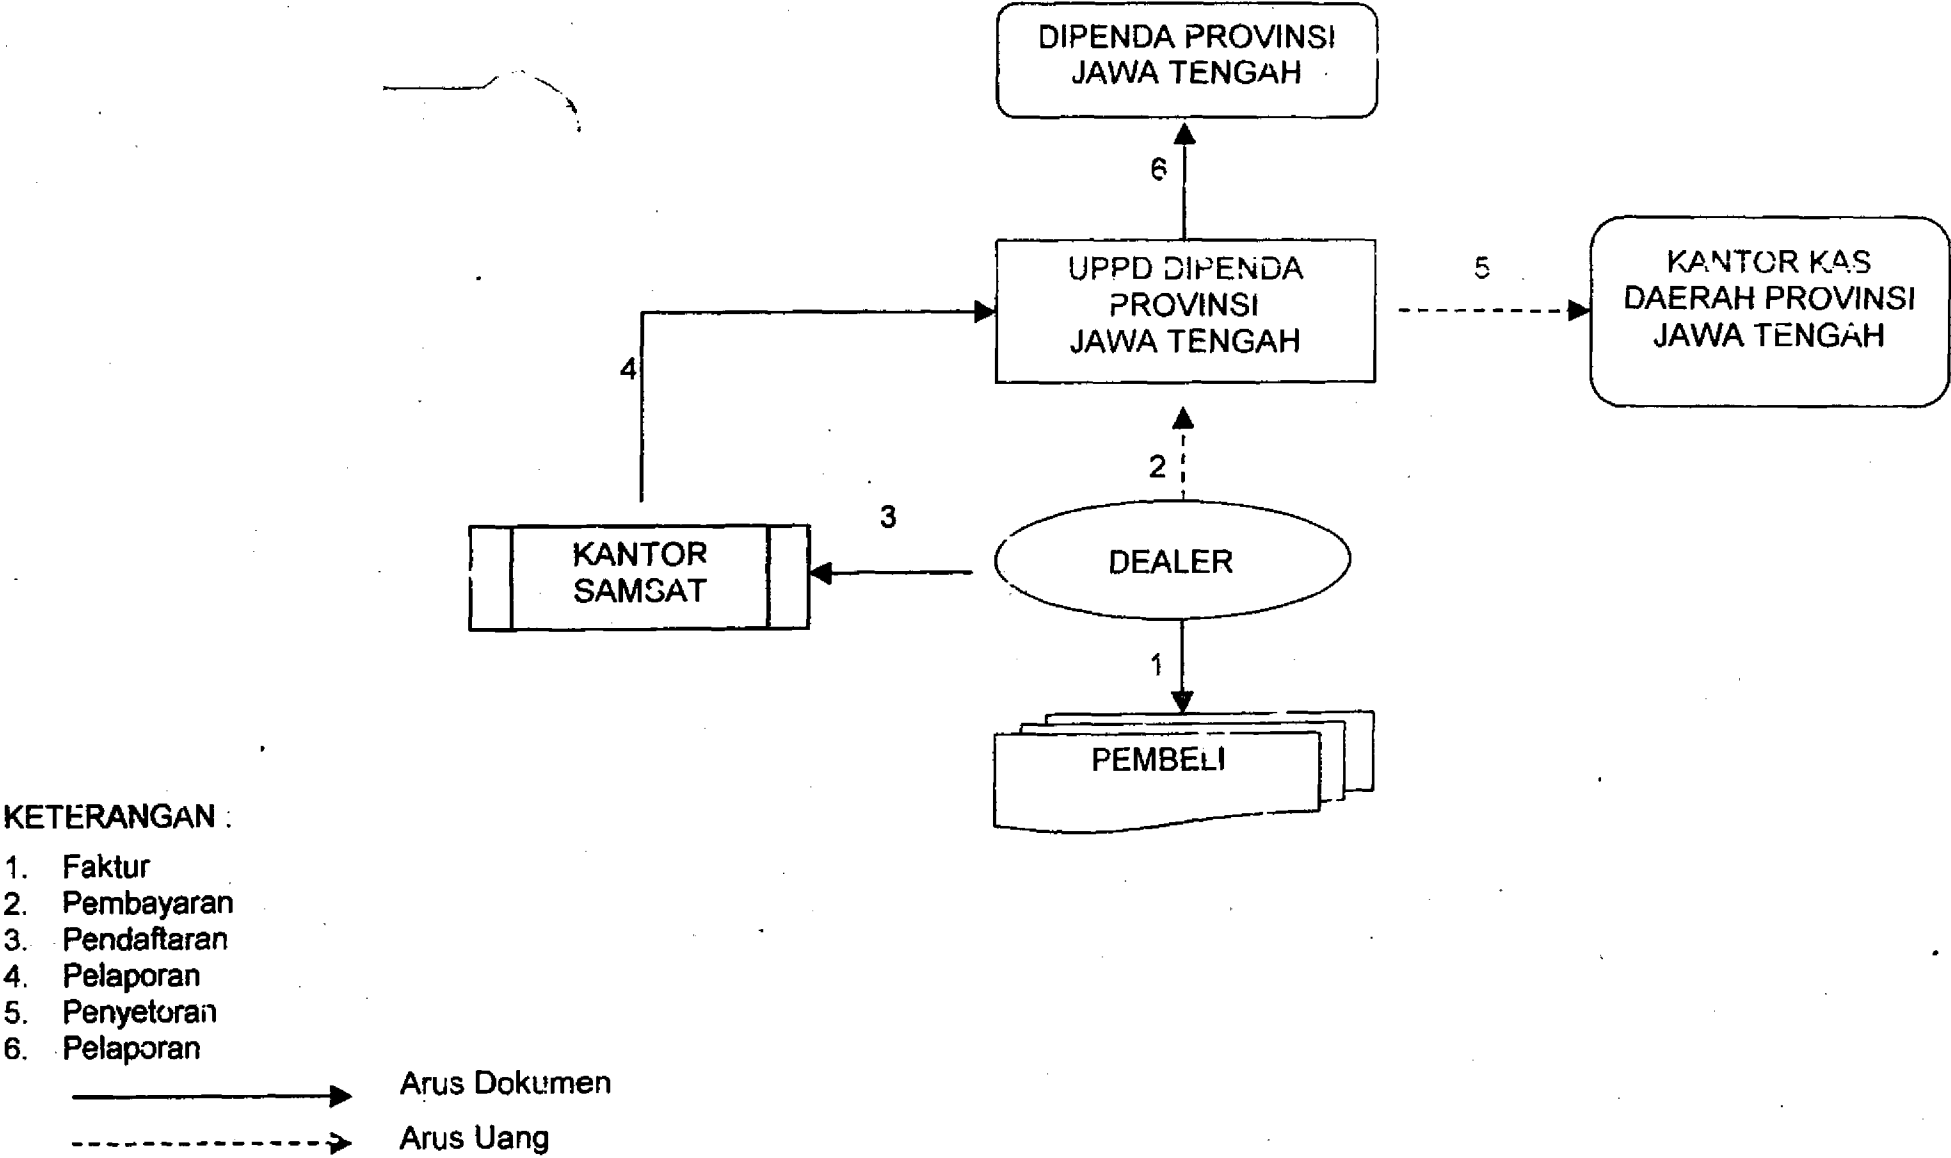 DIPENDA PROVINSI
JAWA TENGAH
6
UPPD DIPENDA
PROVINSI
JAWA TENGAH
5
KANTOR KAS
DAERAH PROVINSI
JAWA TENGAH
4
2
3
KANTOR
SAMSAT
DEALER
1
PEMBELI
KETERANGAN :
1. Faktur
2. Pembayaran
3. Pendaftaran
4. Pelaporan
5. Penyetoran
6. Pelaporan
Arus Dokumen
Arus Uang